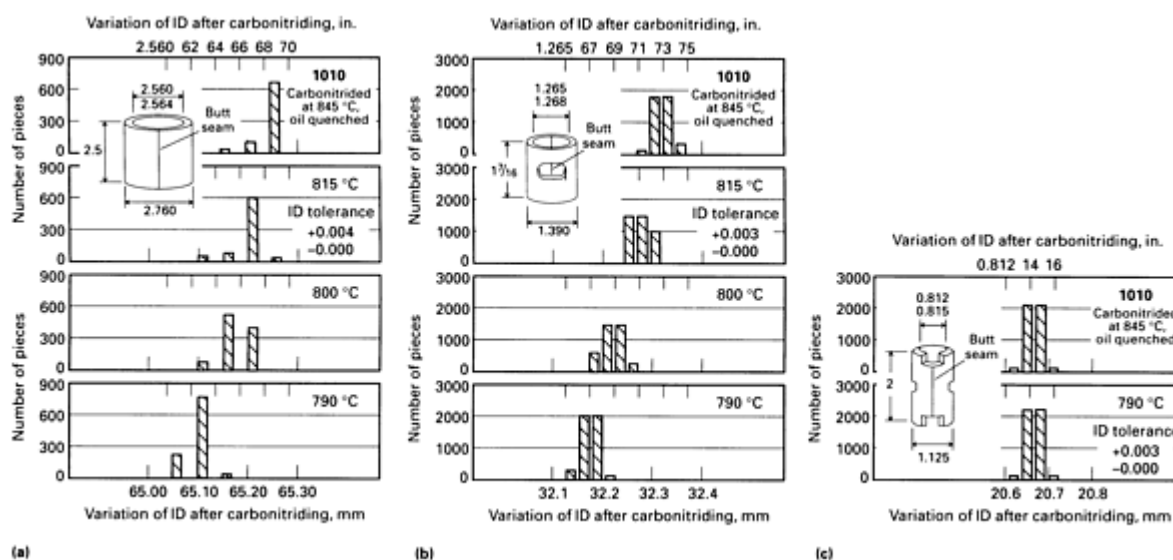 Variation of ID after carbonitriding, in.
2.560 62 64 66 68 70
900
600
300
0
Number of pieces
2.560
2.564
Butt
seam
2.5
2.760
1010
Carbonitrided
at 845 °C,
oil quenched
900
600
300
0
815 °C
ID tolerance
+0.004
−0.000
900
600
300
0
Number of pieces
800 °C
900
600
300
0
790 °C
65.00 65.10 65.20 65.30
Variation of ID after carbonitriding, mm
(a)
Variation of ID after carbonitriding, in.
1.265 67 69 71 73 75
3000
2000
1000
0
Number of pieces
1.265
1.268
Butt
seam
1 7/16
1.390
1010
Carbonitrided
at 845 °C,
oil quenched
3000
2000
1000
0
815 °C
ID tolerance
+0.003
−0.000
3000
2000
1000
0
Number of pieces
800 °C
3000
2000
1000
0
790 °C
32.1 32.2 32.3 32.4
Variation of ID after carbonitriding, mm
(b)
Variation of ID after carbonitriding, in.
0.812 14 16
3000
2000
1000
0
Number of pieces
0.812
0.815
Butt
seam
2
1.125
1010
Carbonitrided
at 845 °C,
oil quenched
3000
2000
1000
0
790 °C
ID tolerance
+0.003
−0.000
20.6 20.7 20.8
Variation of ID after carbonitriding, mm
(c)